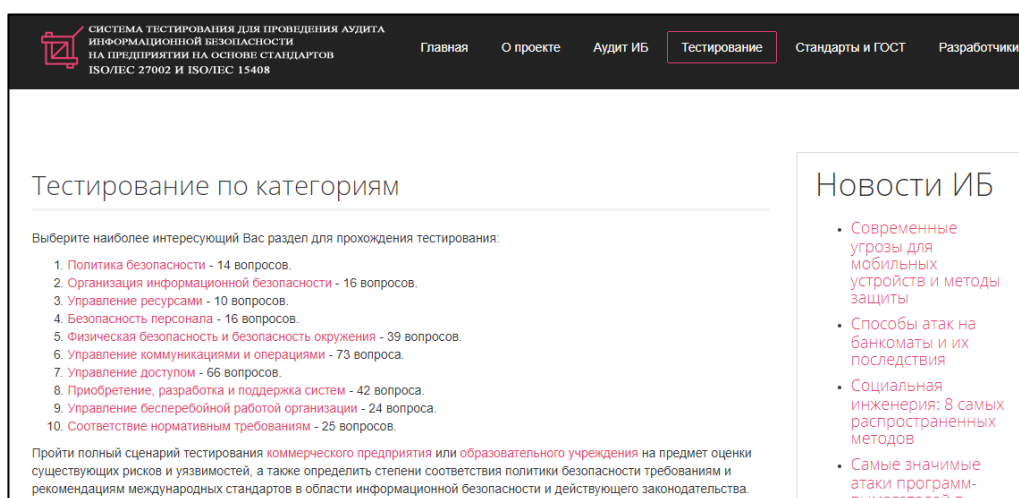 СИСТЕМА ТЕСТИРОВАНИЯ ДЛЯ ПРОВЕДЕНИЯ АУДИТА
ИНФОРМАЦИОННОЙ БЕЗОПАСНОСТИ
НА ПРЕДПРИЯТИИ НА ОСНОВЕ СТАНДАРТОВ
ISO/IEC 27002 И ISO/IEC 15408
Главная О проекте Аудит ИБ Тестирование Стандарты и ГОСТ Разработчики
Тестирование по категориям
Выберите наиболее интересующий Вас раздел для прохождения тестирования:
1. Политика безопасности - 14 вопросов.
2. Организация информационной безопасности - 16 вопросов.
3. Управление ресурсами - 10 вопросов.
4. Безопасность персонала - 16 вопросов.
5. Физическая безопасность и безопасность окружения - 39 вопросов.
6. Управление коммуникациями и операциями - 73 вопроса.
7. Управление доступом - 66 вопросов.
8. Приобретение, разработка и поддержка систем - 42 вопроса.
9. Управление бесперебойной работой организации - 24 вопроса.
10. Соответствие нормативным требованиям - 25 вопросов.
Пройти полный сценарий тестирования коммерческого предприятия или образовательного учреждения на предмет оценки
существующих рисков и уязвимостей, а также определить степени соответствия политики безопасности требованиям и
рекомендациям международных стандартов в области информационной безопасности и действующего законодательства.
Новости ИБ
• Современные
угрозы для
мобильных
устройств и методы
защиты
• Способы атак на
банкоматы и их
последствия
• Социальная
инженерия: 8 самых
распространенных
методов
• Самые значимые
атаки программ-